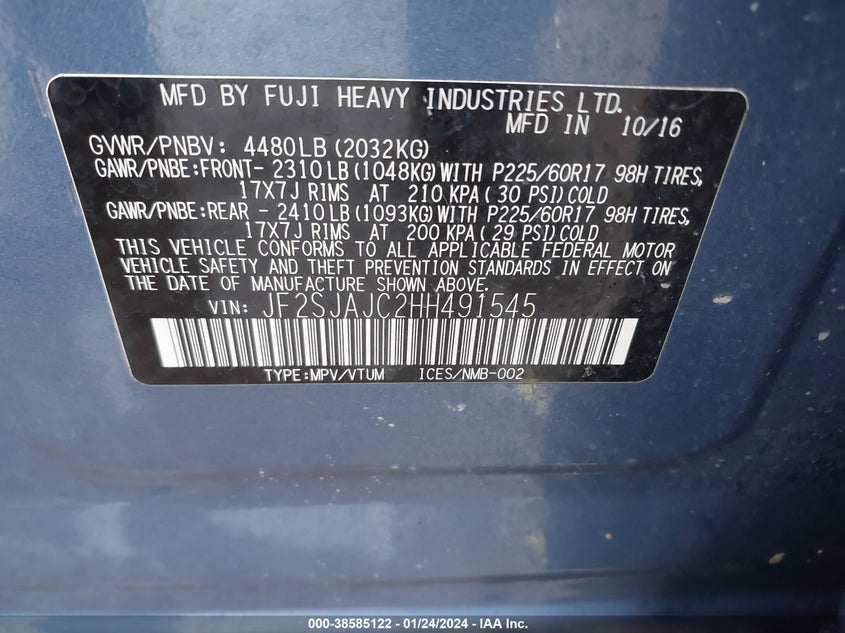 MFD BY FUJI HEAVY INDUSTRIES LTD.
MFD IN 10/16
GVWR/PNBV: 4480LB (2032KG)
GAWR/PNBE:FRONT- 2310LB (1048KG) WITH P225/60R17 98H TIRES,
17X7J RIMS AT 210 KPA ( 30 PSI) COLD
GAWR/PNBE:REAR - 2410LB (1093KG) WITH P225/60R17 98H TIRES,
17X7J RIMS AT 200 KPA ( 29 PSI) COLD
THIS VEHICLE CONFORMS TO ALL APPLICABLE FEDERAL MOTOR
VEHICLE SAFETY AND THEFT PREVENTION STANDARDS IN EFFECT ON
THE DATE OF MANUFACTURE SHOWN ABOVE.
VIN: JF2SJAJC2HH491545
TYPE:MPV/VTUM ICES/NMB-002
000-38585122 - 01/24/2024 - IAA Inc.